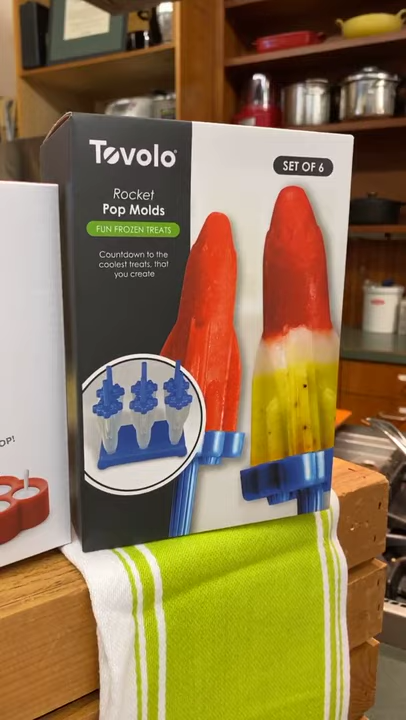 Tovolo®
SET OF 6
Rocket
Pop Molds
FUN FROZEN TREATS
Countdown to the
coolest treats, that
you create
OP!